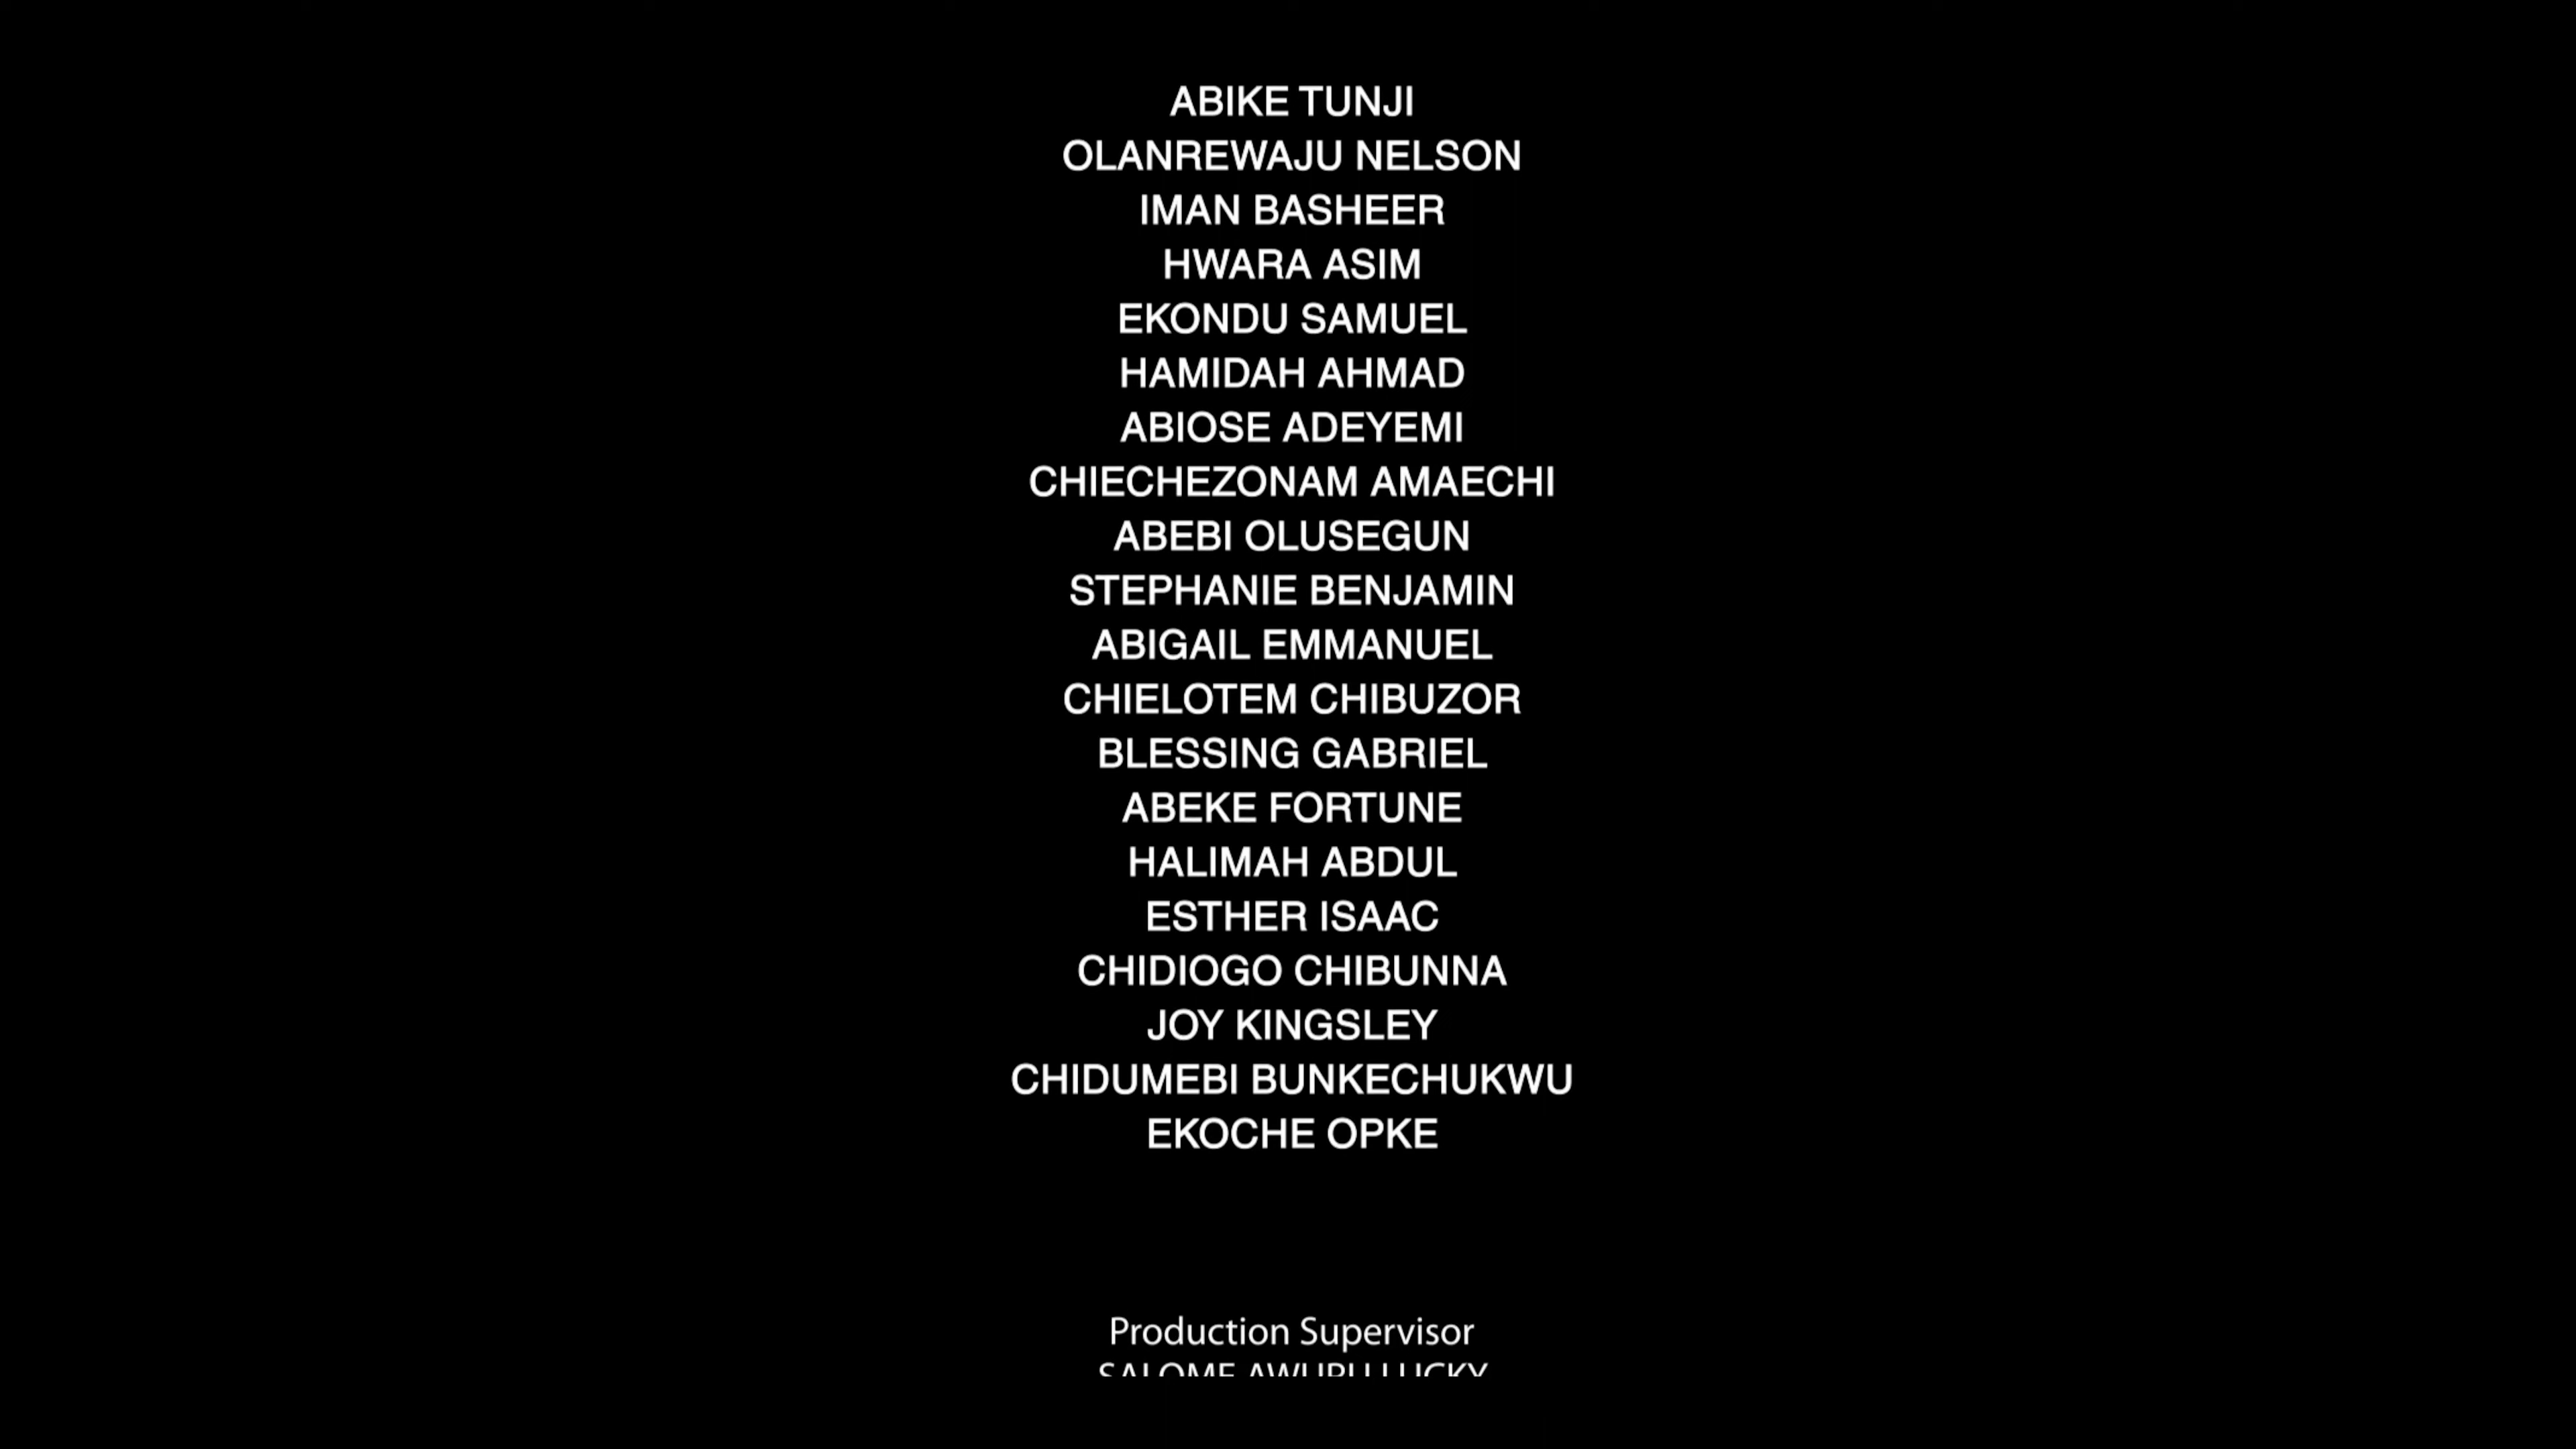 ABIKE TUNJI
OLANREWAJU NELSON
IMAN BASHEER
HWARA ASIM
EKONDU SAMUEL
HAMIDAH AHMAD
ABIOSE ADEYEMI
CHIECHEZONAM AMAECHI
ABEBI OLUSEGUN
STEPHANIE BENJAMIN
ABIGAIL EMMANUEL
CHIELOTEM CHIBUZOR
BLESSING GABRIEL
ABEKE FORTUNE
HALIMAH ABDUL
ESTHER ISAAC
CHIDIOGO CHIBUNNA
JOY KINGSLEY
CHIDUMEBI BUNKECHUKWU
EKOCHE OPKE
Production Supervisor
SALOME